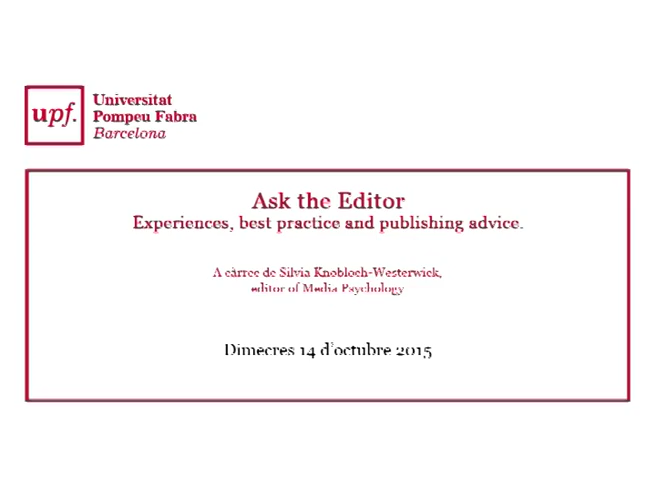 upf.
Universitat
Pompeu Fabra
Barcelona
Ask the Editor
Experiences, best practice and publishing advice.
A càrrec de Silvia Knobloch-Westerwick,
editor of Media Psychology
Dimecres 14 d'octubre 2015